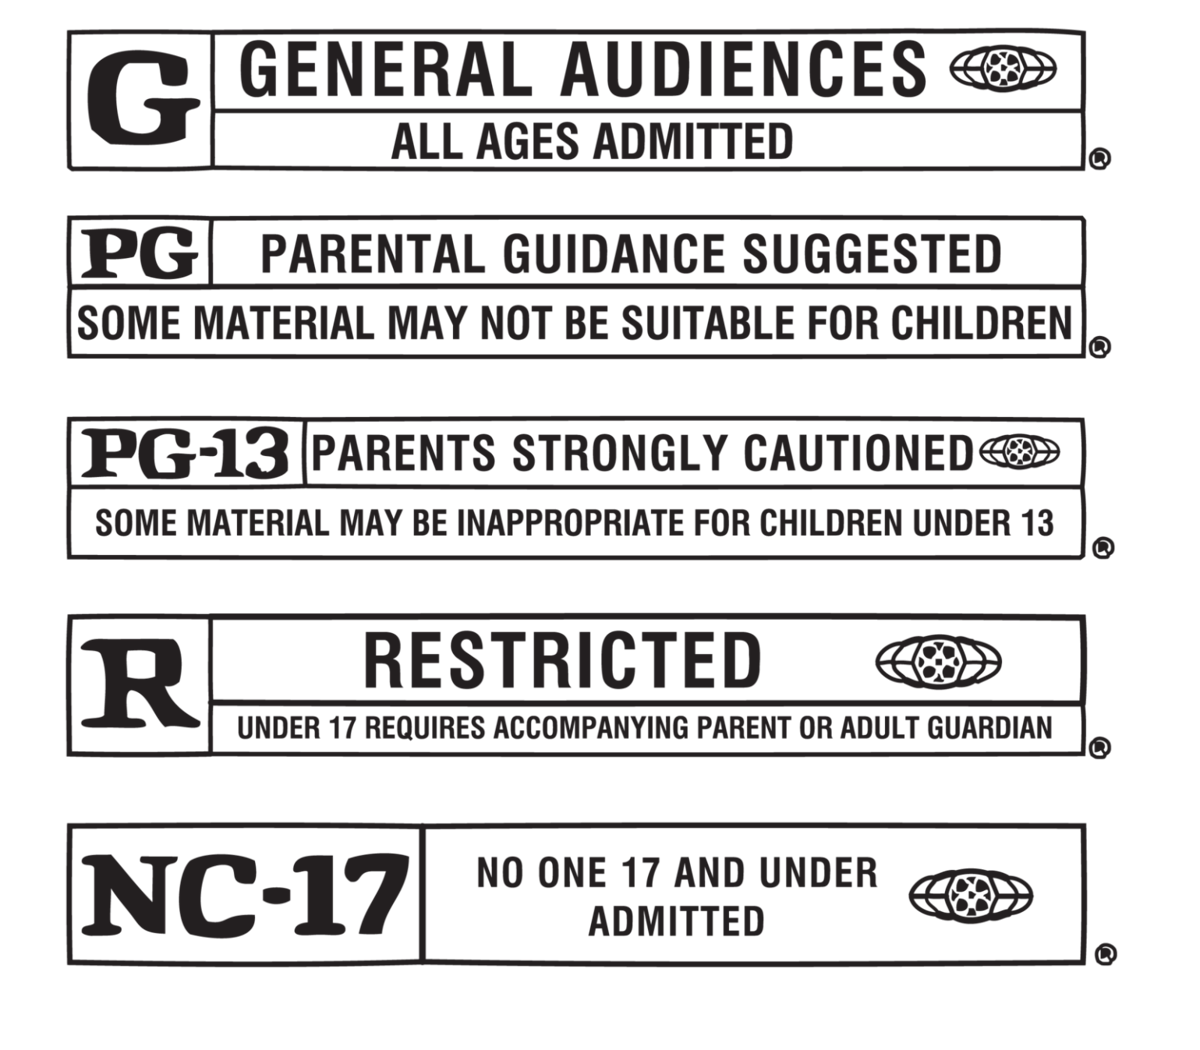 G
GENERAL AUDIENCES
ALL AGES ADMITTED
®
PG
PARENTAL GUIDANCE SUGGESTED
SOME MATERIAL MAY NOT BE SUITABLE FOR CHILDREN
®
PG-13
PARENTS STRONGLY CAUTIONED
SOME MATERIAL MAY BE INAPPROPRIATE FOR CHILDREN UNDER 13
®
R
RESTRICTED
UNDER 17 REQUIRES ACCOMPANYING PARENT OR ADULT GUARDIAN
®
NC-17
NO ONE 17 AND UNDER
ADMITTED
®